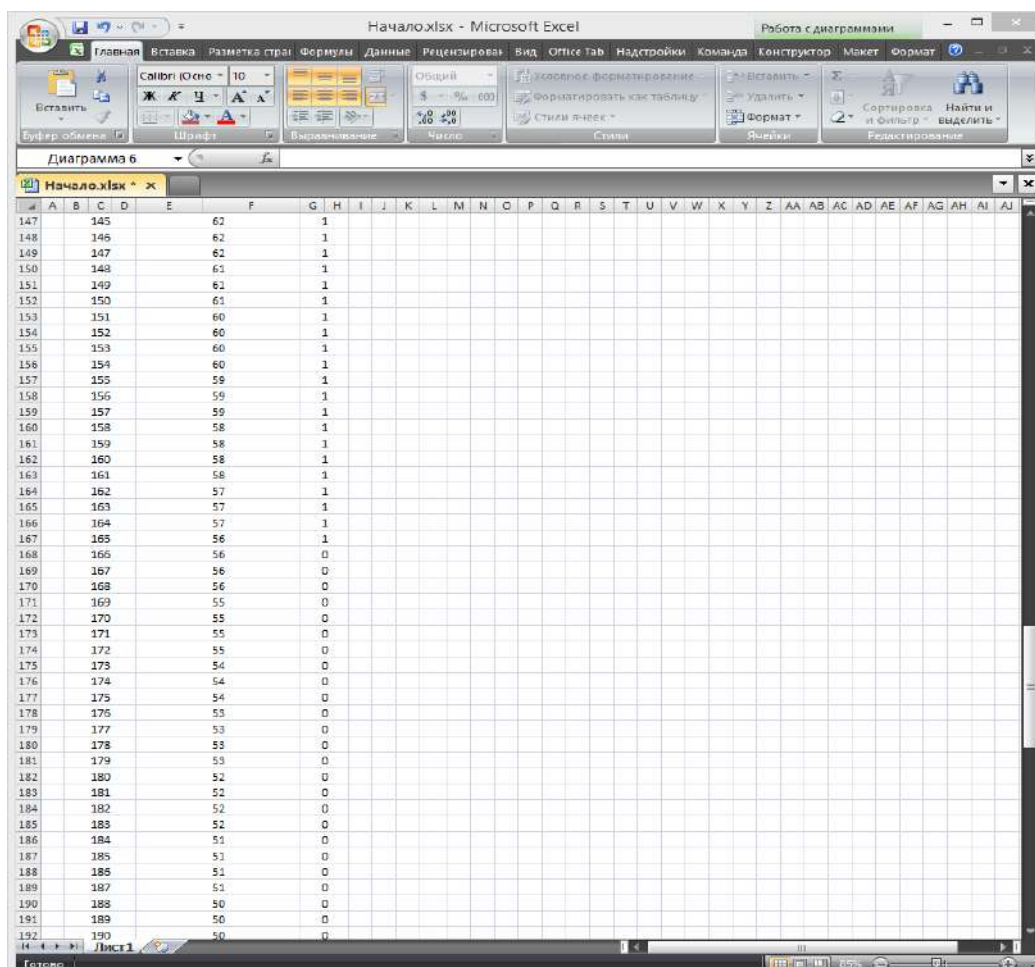 Начало.xlsx - Microsoft Excel
Работа с диаграммами
Главная Вставка Разметка страг Формулы Данные Рецензироваг Вид Office Tab Надстройки Команда Конструктор Макет Формат
Calibri (Осно 10 Общий Условное форматирование Вставить Σ
Вставить Ж К Ч A A $ % 000 Форматировать как таблицу Удалить Сортировка Найти и
Стили ячеек Формат и фильтр выделить
Буфер обмена Шрифт Выравнивание Число Стили Ячейки Редактирование
Диаграмма 6 fx
Начало.xlsx *
A B C D E F G H I J K L M N O P Q R S T U V W X Y Z AA AB AC AD AE AF AG AH AI AJ
147 145 62 1
148 146 62 1
149 147 62 1
150 148 61 1
151 149 61 1
152 150 61 1
153 151 60 1
154 152 60 1
155 153 60 1
156 154 60 1
157 155 59 1
158 156 59 1
159 157 59 1
160 158 58 1
161 159 58 1
162 160 58 1
163 161 58 1
164 162 57 1
165 163 57 1
166 164 57 1
167 165 56 1
168 166 56 0
169 167 56 0
170 168 56 0
171 169 55 0
172 170 55 0
173 171 55 0
174 172 55 0
175 173 54 0
176 174 54 0
177 175 54 0
178 176 53 0
179 177 53 0
180 178 53 0
181 179 53 0
182 180 52 0
183 181 52 0
184 182 52 0
185 183 52 0
186 184 51 0
187 185 51 0
188 186 51 0
189 187 51 0
190 188 50 0
191 189 50 0
192 190 50 0
Лист1
Готово 65%